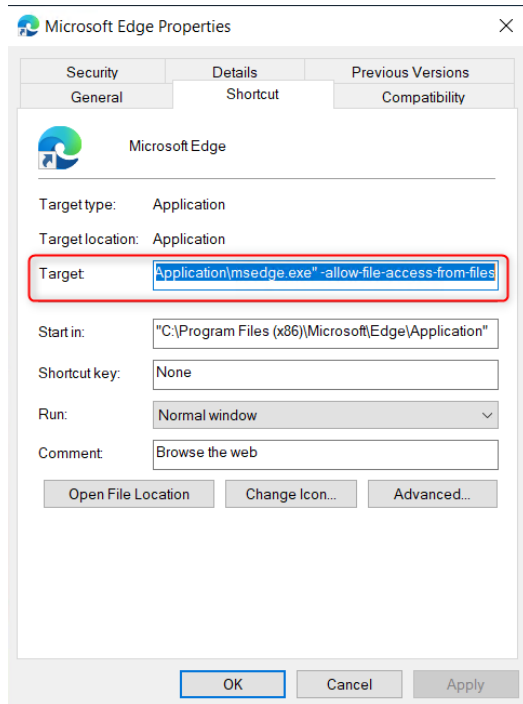 Microsoft Edge Properties
Security Details Previous Versions
General Shortcut Compatibility
Microsoft Edge
Target type: Application
Target location: Application
Target: Application\msedge.exe" -allow-file-access-from-files
Start in: "C:\Program Files (x86)\Microsoft\Edge\Application"
Shortcut key: None
Run: Normal window
Comment: Browse the web
Open File Location Change Icon... Advanced...
OK Cancel Apply